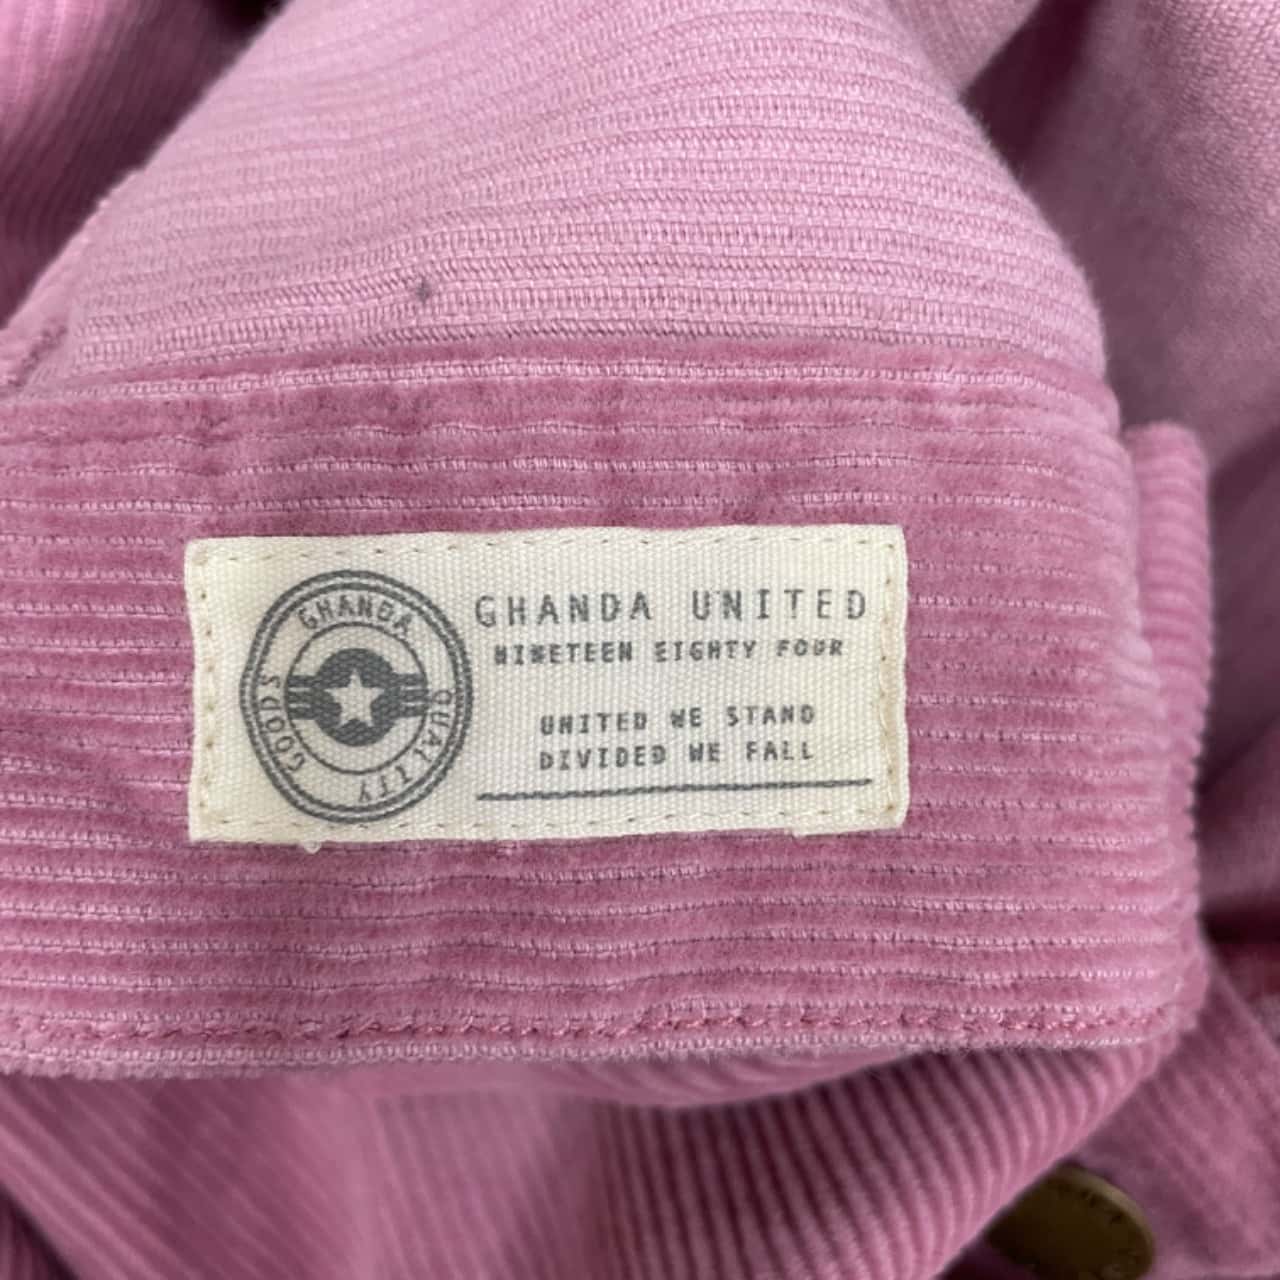 GHANDA
QUALITY
GOODS
GHANDA UNITED
NINETEEN EIGHTY FOUR
UNITED WE STAND
DIVIDED WE FALL